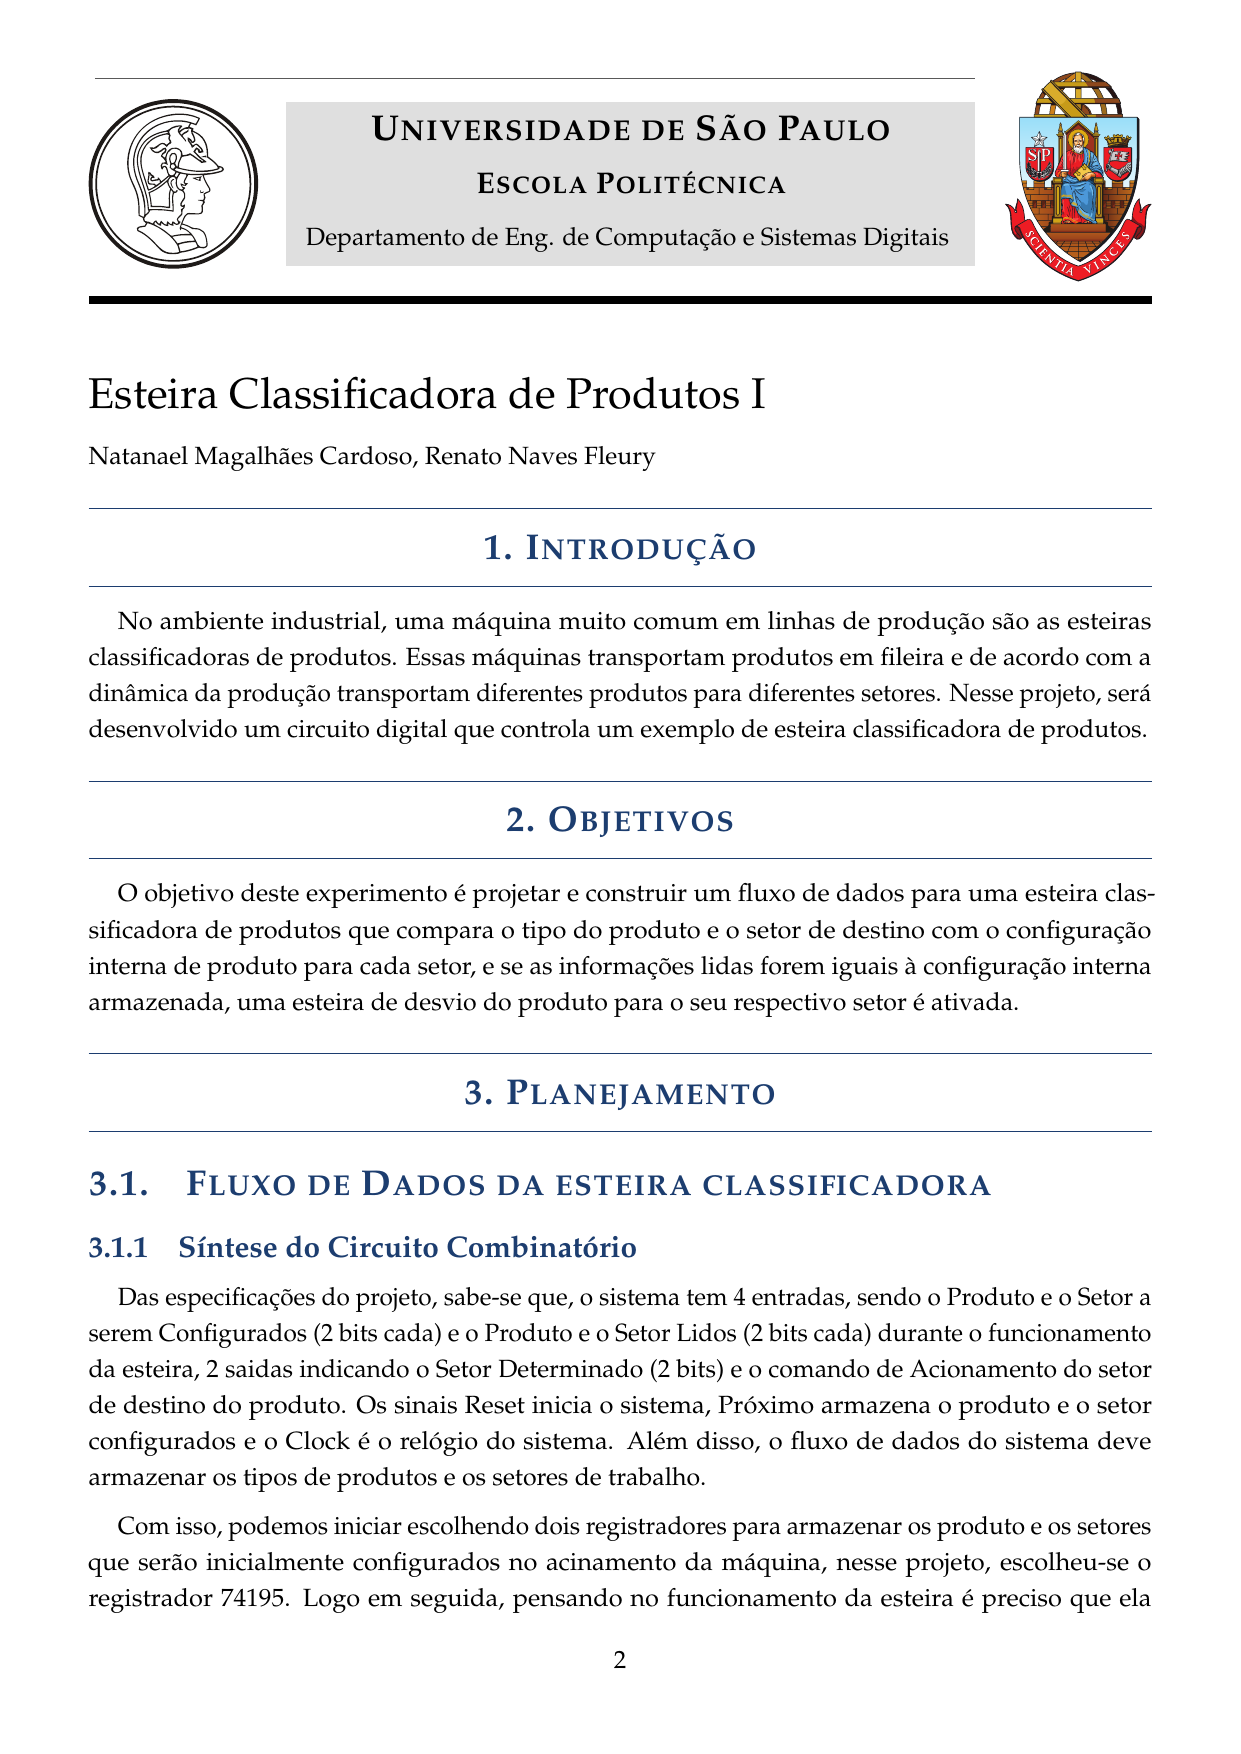 UNIVERSIDADE DE SÃO PAULO
ESCOLA POLITÉCNICA
Departamento de Eng. de Computação e Sistemas Digitais
SP
SCIENTIA VINCES
Esteira Classificadora de Produtos I
Natanael Magalhães Cardoso, Renato Naves Fleury
1. INTRODUÇÃO
No ambiente industrial, uma máquina muito comum em linhas de produção são as esteiras
classificadoras de produtos. Essas máquinas transportam produtos em fileira e de acordo com a
dinâmica da produção transportam diferentes produtos para diferentes setores. Nesse projeto, será
desenvolvido um circuito digital que controla um exemplo de esteira classificadora de produtos.
2. OBJETIVOS
O objetivo deste experimento é projetar e construir um fluxo de dados para uma esteira clas-
sificadora de produtos que compara o tipo do produto e o setor de destino com o configuração
interna de produto para cada setor, e se as informações lidas forem iguais à configuração interna
armazenada, uma esteira de desvio do produto para o seu respectivo setor é ativada.
3. PLANEJAMENTO
3.1. FLUXO DE DADOS DA ESTEIRA CLASSIFICADORA
3.1.1 Síntese do Circuito Combinatório
Das especificações do projeto, sabe-se que, o sistema tem 4 entradas, sendo o Produto e o Setor a
serem Configurados (2 bits cada) e o Produto e o Setor Lidos (2 bits cada) durante o funcionamento
da esteira, 2 saidas indicando o Setor Determinado (2 bits) e o comando de Acionamento do setor
de destino do produto. Os sinais Reset inicia o sistema, Próximo armazena o produto e o setor
configurados e o Clock é o relógio do sistema. Além disso, o fluxo de dados do sistema deve
armazenar os tipos de produtos e os setores de trabalho.
Com isso, podemos iniciar escolhendo dois registradores para armazenar os produto e os setores
que serão inicialmente configurados no acinamento da máquina, nesse projeto, escolheu-se o
registrador 74195. Logo em seguida, pensando no funcionamento da esteira é preciso que ela
2